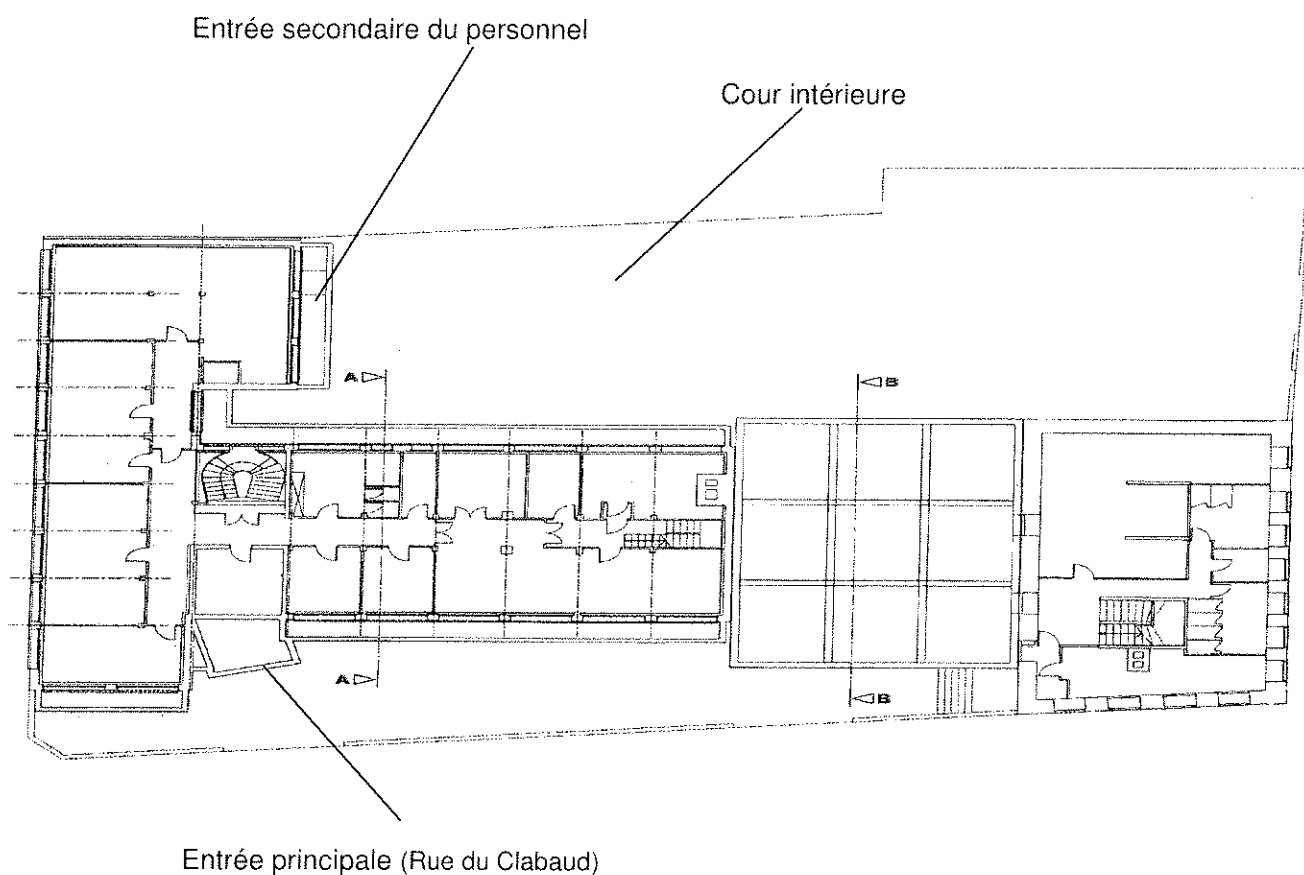 Entrée secondaire du personnel
Cour intérieure
A
B
A
B
Entrée principale (Rue du Clabaud)